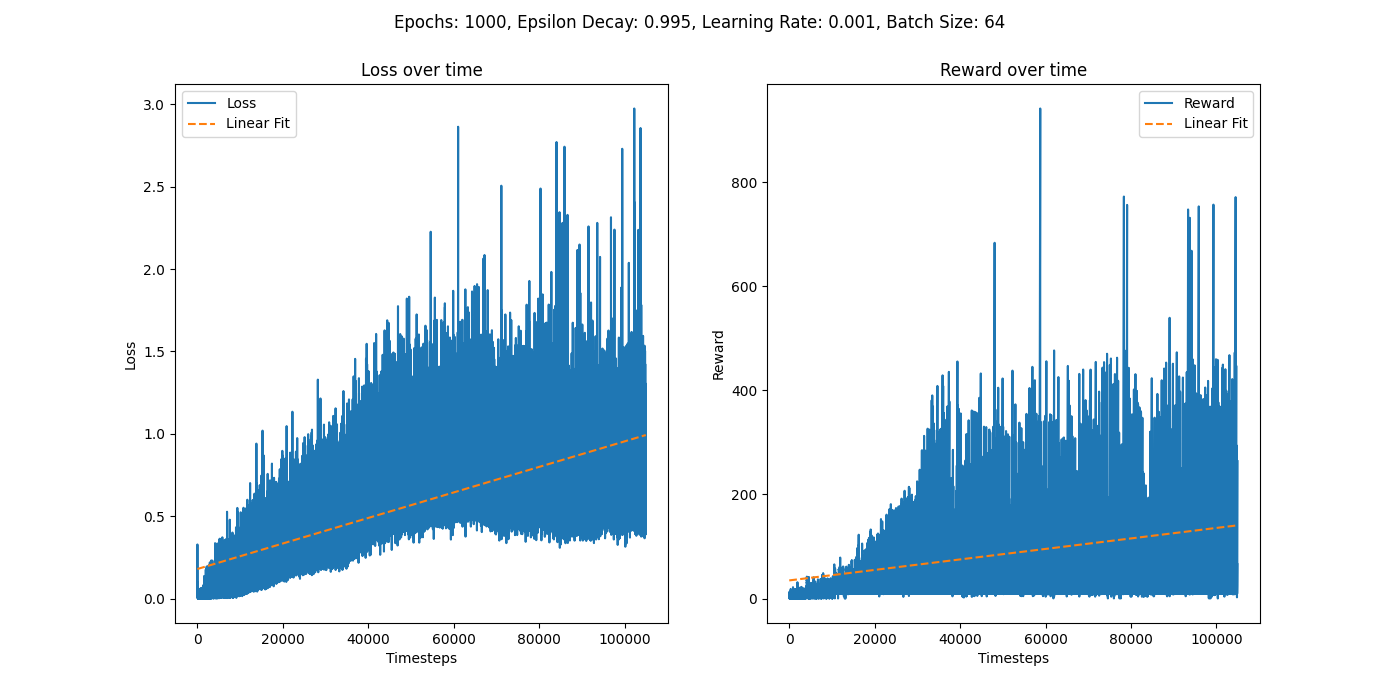 Epochs: 1000, Epsilon Decay: 0.995, Learning Rate: 0.001, Batch Size: 64
Loss over time
Loss
Linear Fit
3.0
2.5
2.0
1.5
1.0
0.5
0.0
Loss
0
20000
40000
60000
80000
100000
Timesteps
Reward over time
Reward
Linear Fit
800
600
400
200
0
Reward
0
20000
40000
60000
80000
100000
Timesteps